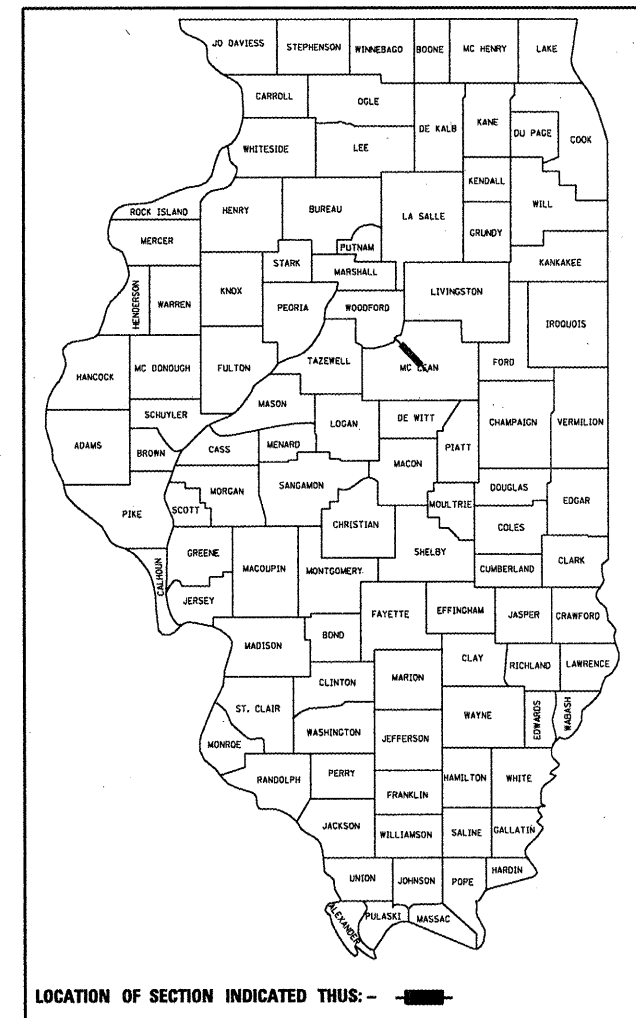 JO DAVIESS
STEPHENSON
WINNEBAGO
BOONE
MC HENRY
LAKE
CARROLL
OGLE
DE KALB
KANE
DU PAGE
COOK
WHITESIDE
LEE
KENDALL
WILL
ROCK ISLAND
HENRY
BUREAU
LA SALLE
GRUNDY
MERCER
PUTNAM
KANKAKEE
STARK
MARSHALL
HENDERSON
WARREN
KNOX
PEORIA
WOODFORD
LIVINGSTON
IROQUOIS
HANCOCK
MC DONOUGH
FULTON
TAZEWELL
MC LEAN
FORD
MASON
SCHUYLER
LOGAN
DE WITT
CHAMPAIGN
VERMILION
ADAMS
BROWN
CASS
MENARD
MACON
PIATT
PIKE
SCOTT
MORGAN
SANGAMON
MOULTRIE
DOUGLAS
EDGAR
CHRISTIAN
COLES
GREENE
MACOUPIN
MONTGOMERY
SHELBY
CUMBERLAND
CLARK
CALHOUN
JERSEY
FAYETTE
EFFINGHAM
JASPER
CRAWFORD
MADISON
BOND
CLAY
RICHLAND
LAWRENCE
CLINTON
MARION
ST. CLAIR
WAYNE
EDWARDS
WABASH
MONROE
WASHINGTON
JEFFERSON
RANDOLPH
PERRY
HAMILTON
WHITE
FRANKLIN
JACKSON
WILLIAMSON
SALINE
GALLATIN
UNION
JOHNSON
POPE
HARDIN
ALEXANDER
PULASKI
MASSAC
LOCATION OF SECTION INDICATED THUS: -